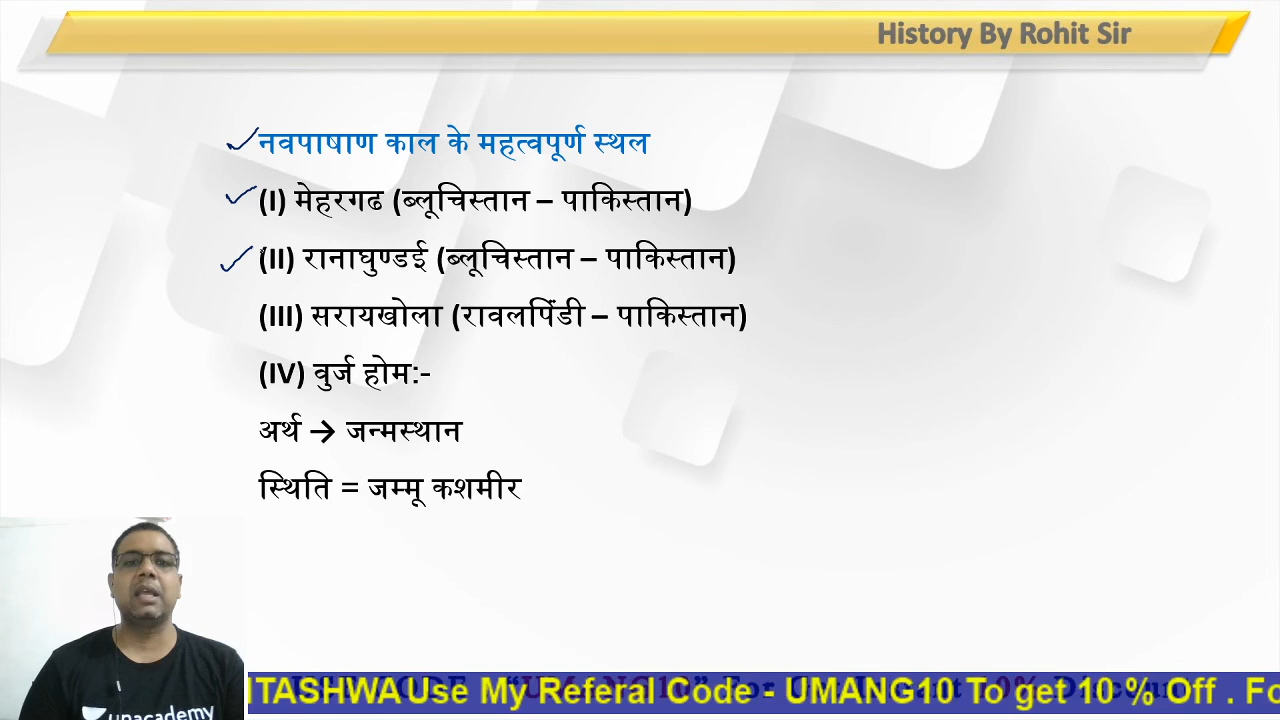 History By Rohit Sir
नवपाषाण काल के महत्वपूर्ण स्थल
(I) मेहरगढ (ब्लूचिस्तान – पाकिस्तान)
(II) रानाघुण्डई (ब्लूचिस्तान – पाकिस्तान)
(III) सरायखोला (रावलपिंडी – पाकिस्तान)
(IV) वुर्ज होम:-
अर्थ → जन्मस्थान
स्थिति = जम्मू कशमीर
unacademy
ITASHWA Use My Referal Code - UMANG10 To get 10 % Off . Fo